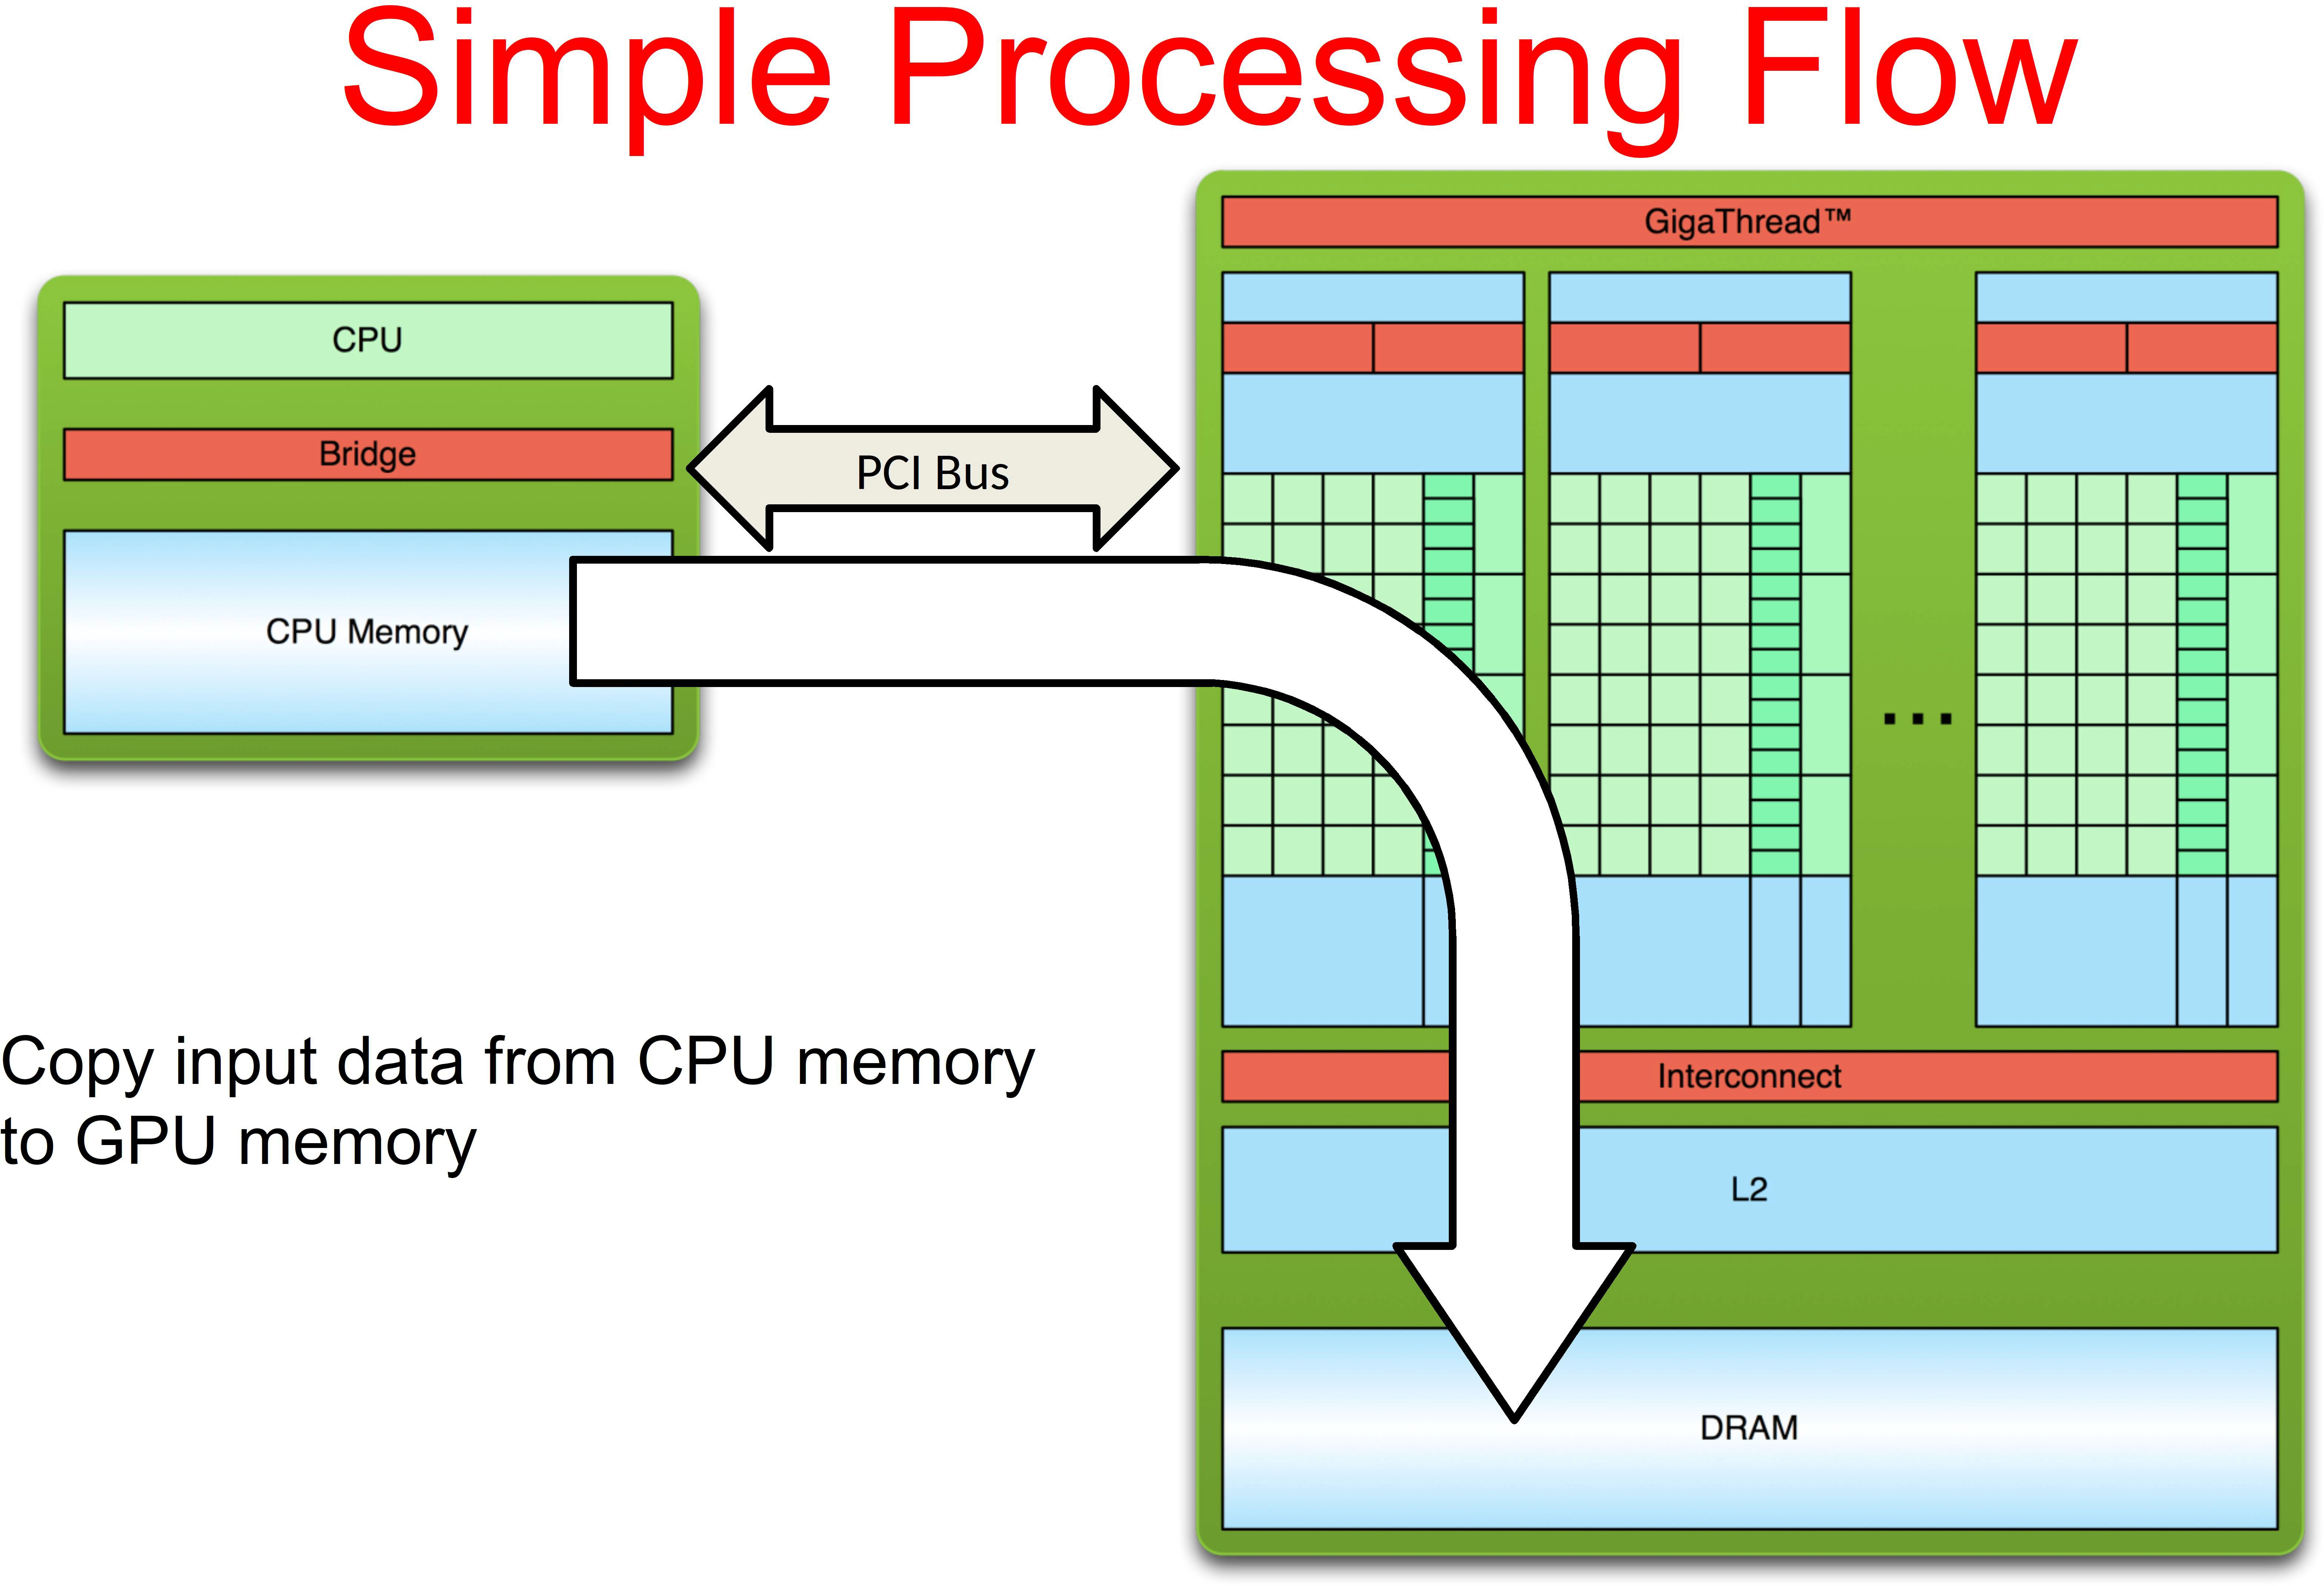 Simple Processing Flow
GigaThread™
CPU
Bridge
PCI Bus
CPU Memory
...
Copy input data from CPU memory
to GPU memory
Interconnect
L2
DRAM